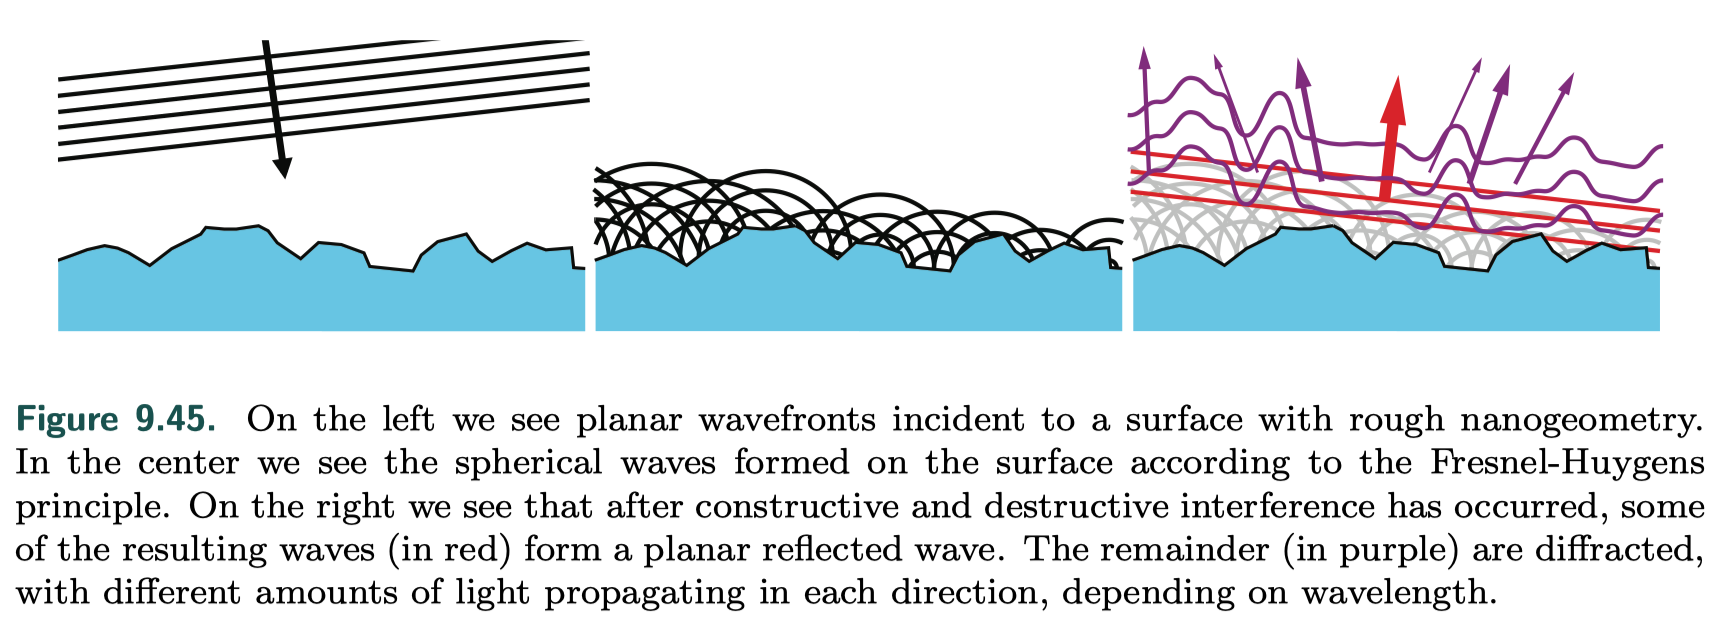 Figure 9.45. On the left we see planar wavefronts incident to a surface with rough nanogeometry.
In the center we see the spherical waves formed on the surface according to the Fresnel-Huygens
principle. On the right we see that after constructive and destructive interference has occurred, some
of the resulting waves (in red) form a planar reflected wave. The remainder (in purple) are diffracted,
with different amounts of light propagating in each direction, depending on wavelength.